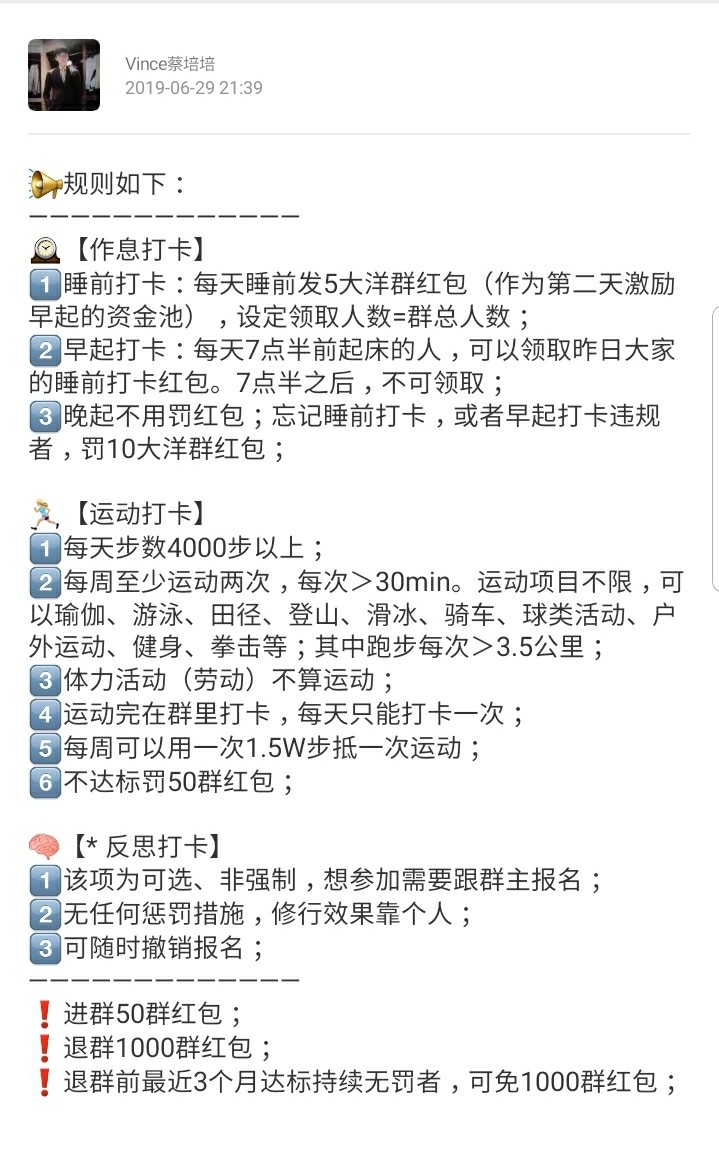 Vince蔡培培
2019-06-29 21:39
规则如下：
—————————————
【作息打卡】
1睡前打卡：每天睡前发5大洋群红包（作为第二天激励
早起的资金池），设定领取人数=群总人数；
2早起打卡：每天7点半前起床的人，可以领取昨日大家
的睡前打卡红包。7点半之后，不可领取；
3晚起不用罚红包；忘记睡前打卡，或者早起打卡违规
者，罚10大洋群红包；
【运动打卡】
1每天步数4000步以上；
2每周至少运动两次，每次＞30min。运动项目不限，可
以瑜伽、游泳、田径、登山、滑冰、骑车、球类活动、户
外运动、健身、拳击等；其中跑步每次＞3.5公里；
3体力活动（劳动）不算运动；
4运动完在群里打卡，每天只能打卡一次；
5每周可以用一次1.5W步抵一次运动；
6不达标罚50群红包；
【* 反思打卡】
1该项为可选、非强制，想参加需要跟群主报名；
2无任何惩罚措施，修行效果靠个人；
3可随时撤销报名；
—————————————
❗进群50群红包；
❗退群1000群红包；
❗退群前最近3个月达标持续无罚者，可免1000群红包；